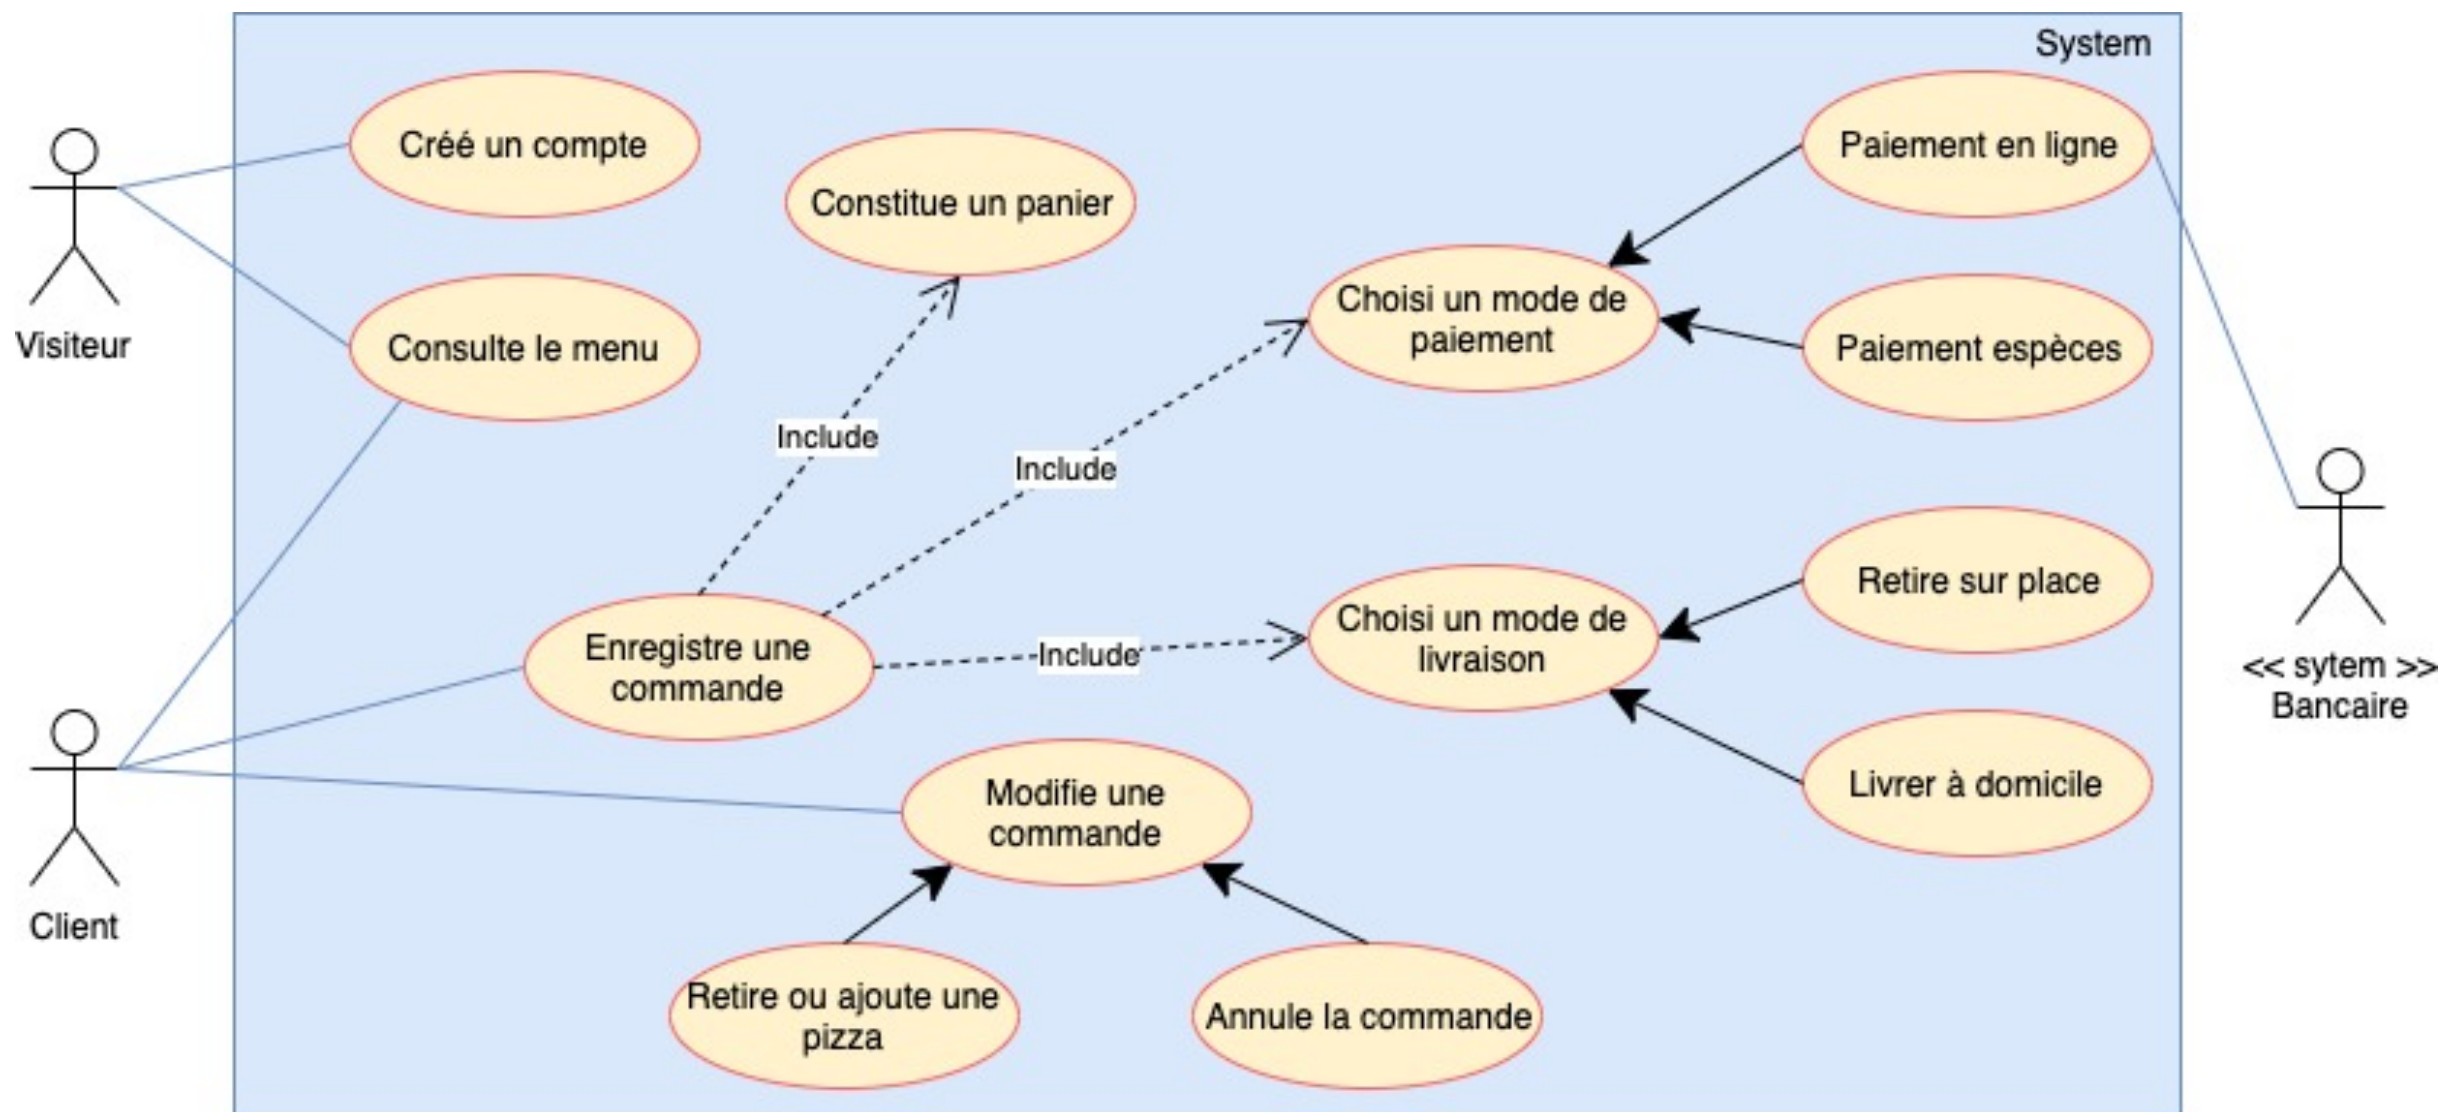 System
Créé un compte
Paiement en ligne
Constitue un panier
Choisi un mode de
paiement
Visiteur
Consulte le menu
Paiement espèces
Include
Include
Retire sur place
Enregistre une
commande
Include
Choisi un mode de
livraison
<< sytem >>
Bancaire
Modifie une
commande
Livrer à domicile
Client
Retire ou ajoute une
pizza
Annule la commande